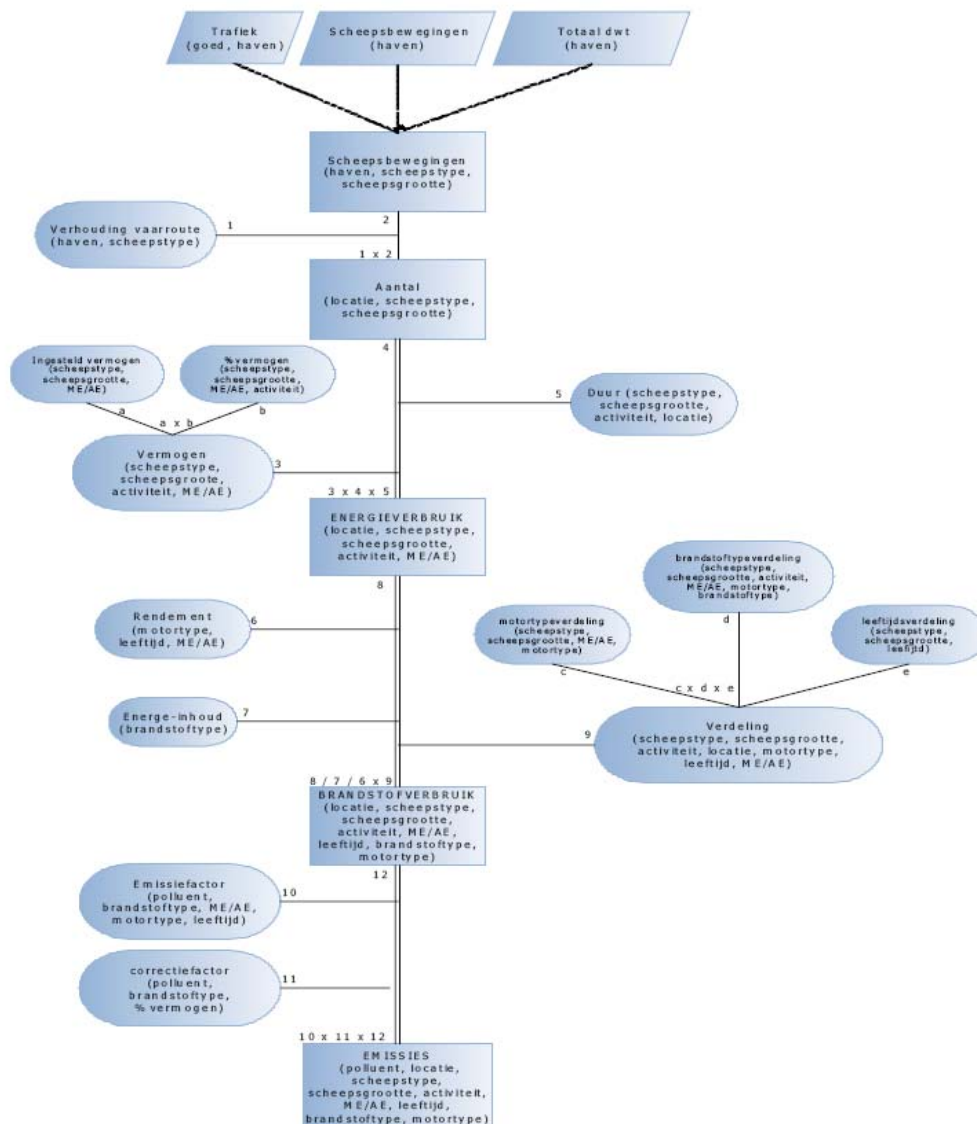 Trafiek
(goed, haven)
Scheepsbewegingen
(haven)
Totaal dwt
(haven)
Scheepsbewegingen
(haven, scheepstype,
scheepsgrootte)
2
1
Verhouding vaarroute
(haven, scheepstype)
1 x 2
Aantal
(locatie, scheepstype,
scheepsgrootte)
4
Ingesteld vermogen
(scheepstype,
scheepsgrootte,
ME/AE)
% vermogen
(scheepstype,
scheepsgrootte,
ME/AE, activiteit)
a
a x b
b
5
Duur (scheepstype,
scheepsgrootte,
activiteit, locatie)
Vermogen
(scheepstype,
scheepsgroote,
activiteit, ME/AE)
3
3 x 4 x 5
ENERGIEVERBRUIK
(locatie, scheepstype,
scheepsgrootte,
activiteit, ME/AE)
8
brandstoftypeverdeling
(scheepstype,
scheepsgrootte, activiteit,
ME/AE, motortype,
brandstoftype)
d
Rendement
(motortype,
leeftijd, ME/AE)
6
motortypeverdeling
(scheepstype,
scheepsgrootte, ME/AE,
motortype)
c
leeftijdsverdeling
(scheepstype,
scheepsgrootte,
leefijtd)
e
c x d x e
Energe-inhoud
(brandstoftype)
7
9
Verdeling
(scheepstype, scheepsgrootte,
activiteit, locatie, motortype,
leeftijd, ME/AE)
8 / 7 / 6 x 9
BRANDSTOFVERBRUIK
(locatie, scheepstype,
scheepsgrootte,
activiteit, ME/AE,
leeftijd, brandstoftype,
motortype)
12
Emissiefactor
(polluent,
brandstoftype, ME/AE,
motortype, leeftijd)
10
correctiefactor
(polluent,
brandstoftype,
% vermogen)
11
10 x 11 x 12
EMISSIES
(polluent, locatie,
scheepstype,
scheepsgrootte, activiteit,
ME/AE, leeftijd,
brandstoftype, motortype)